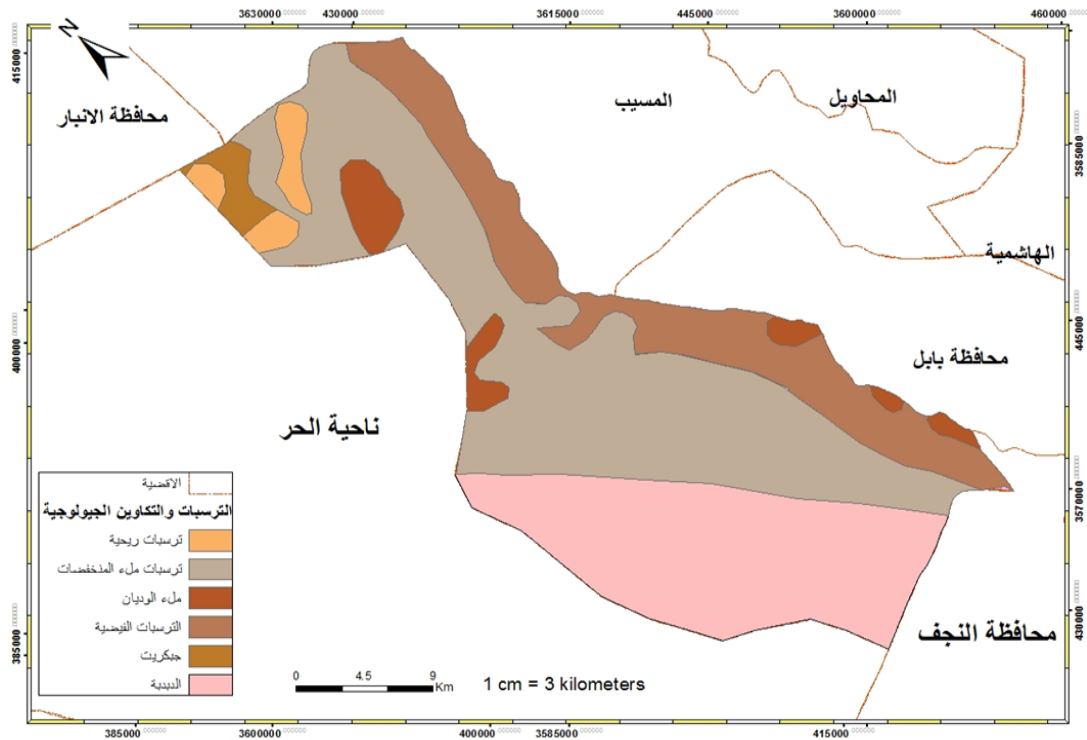 3630000 430000 3615000 445000 3600000 460000
N
415000
محافظة الانبار
المسيب
المحاويل
3585000
الهاشمية
400000
445000
محافظة بابل
ناحية الحر
الاقضية
الترسبات والتكاوين الجيولوجية
ترسبات ريحية
ترسبات ملء المنخفضات
ملء الوديان
الترسبات الفيضية
جبكريت
الدبدبة
3570000
430000
محافظة النجف
385000
0 4.5 9
Km
1 cm = 3 kilometers
385000 3600000 400000 3585000 415000